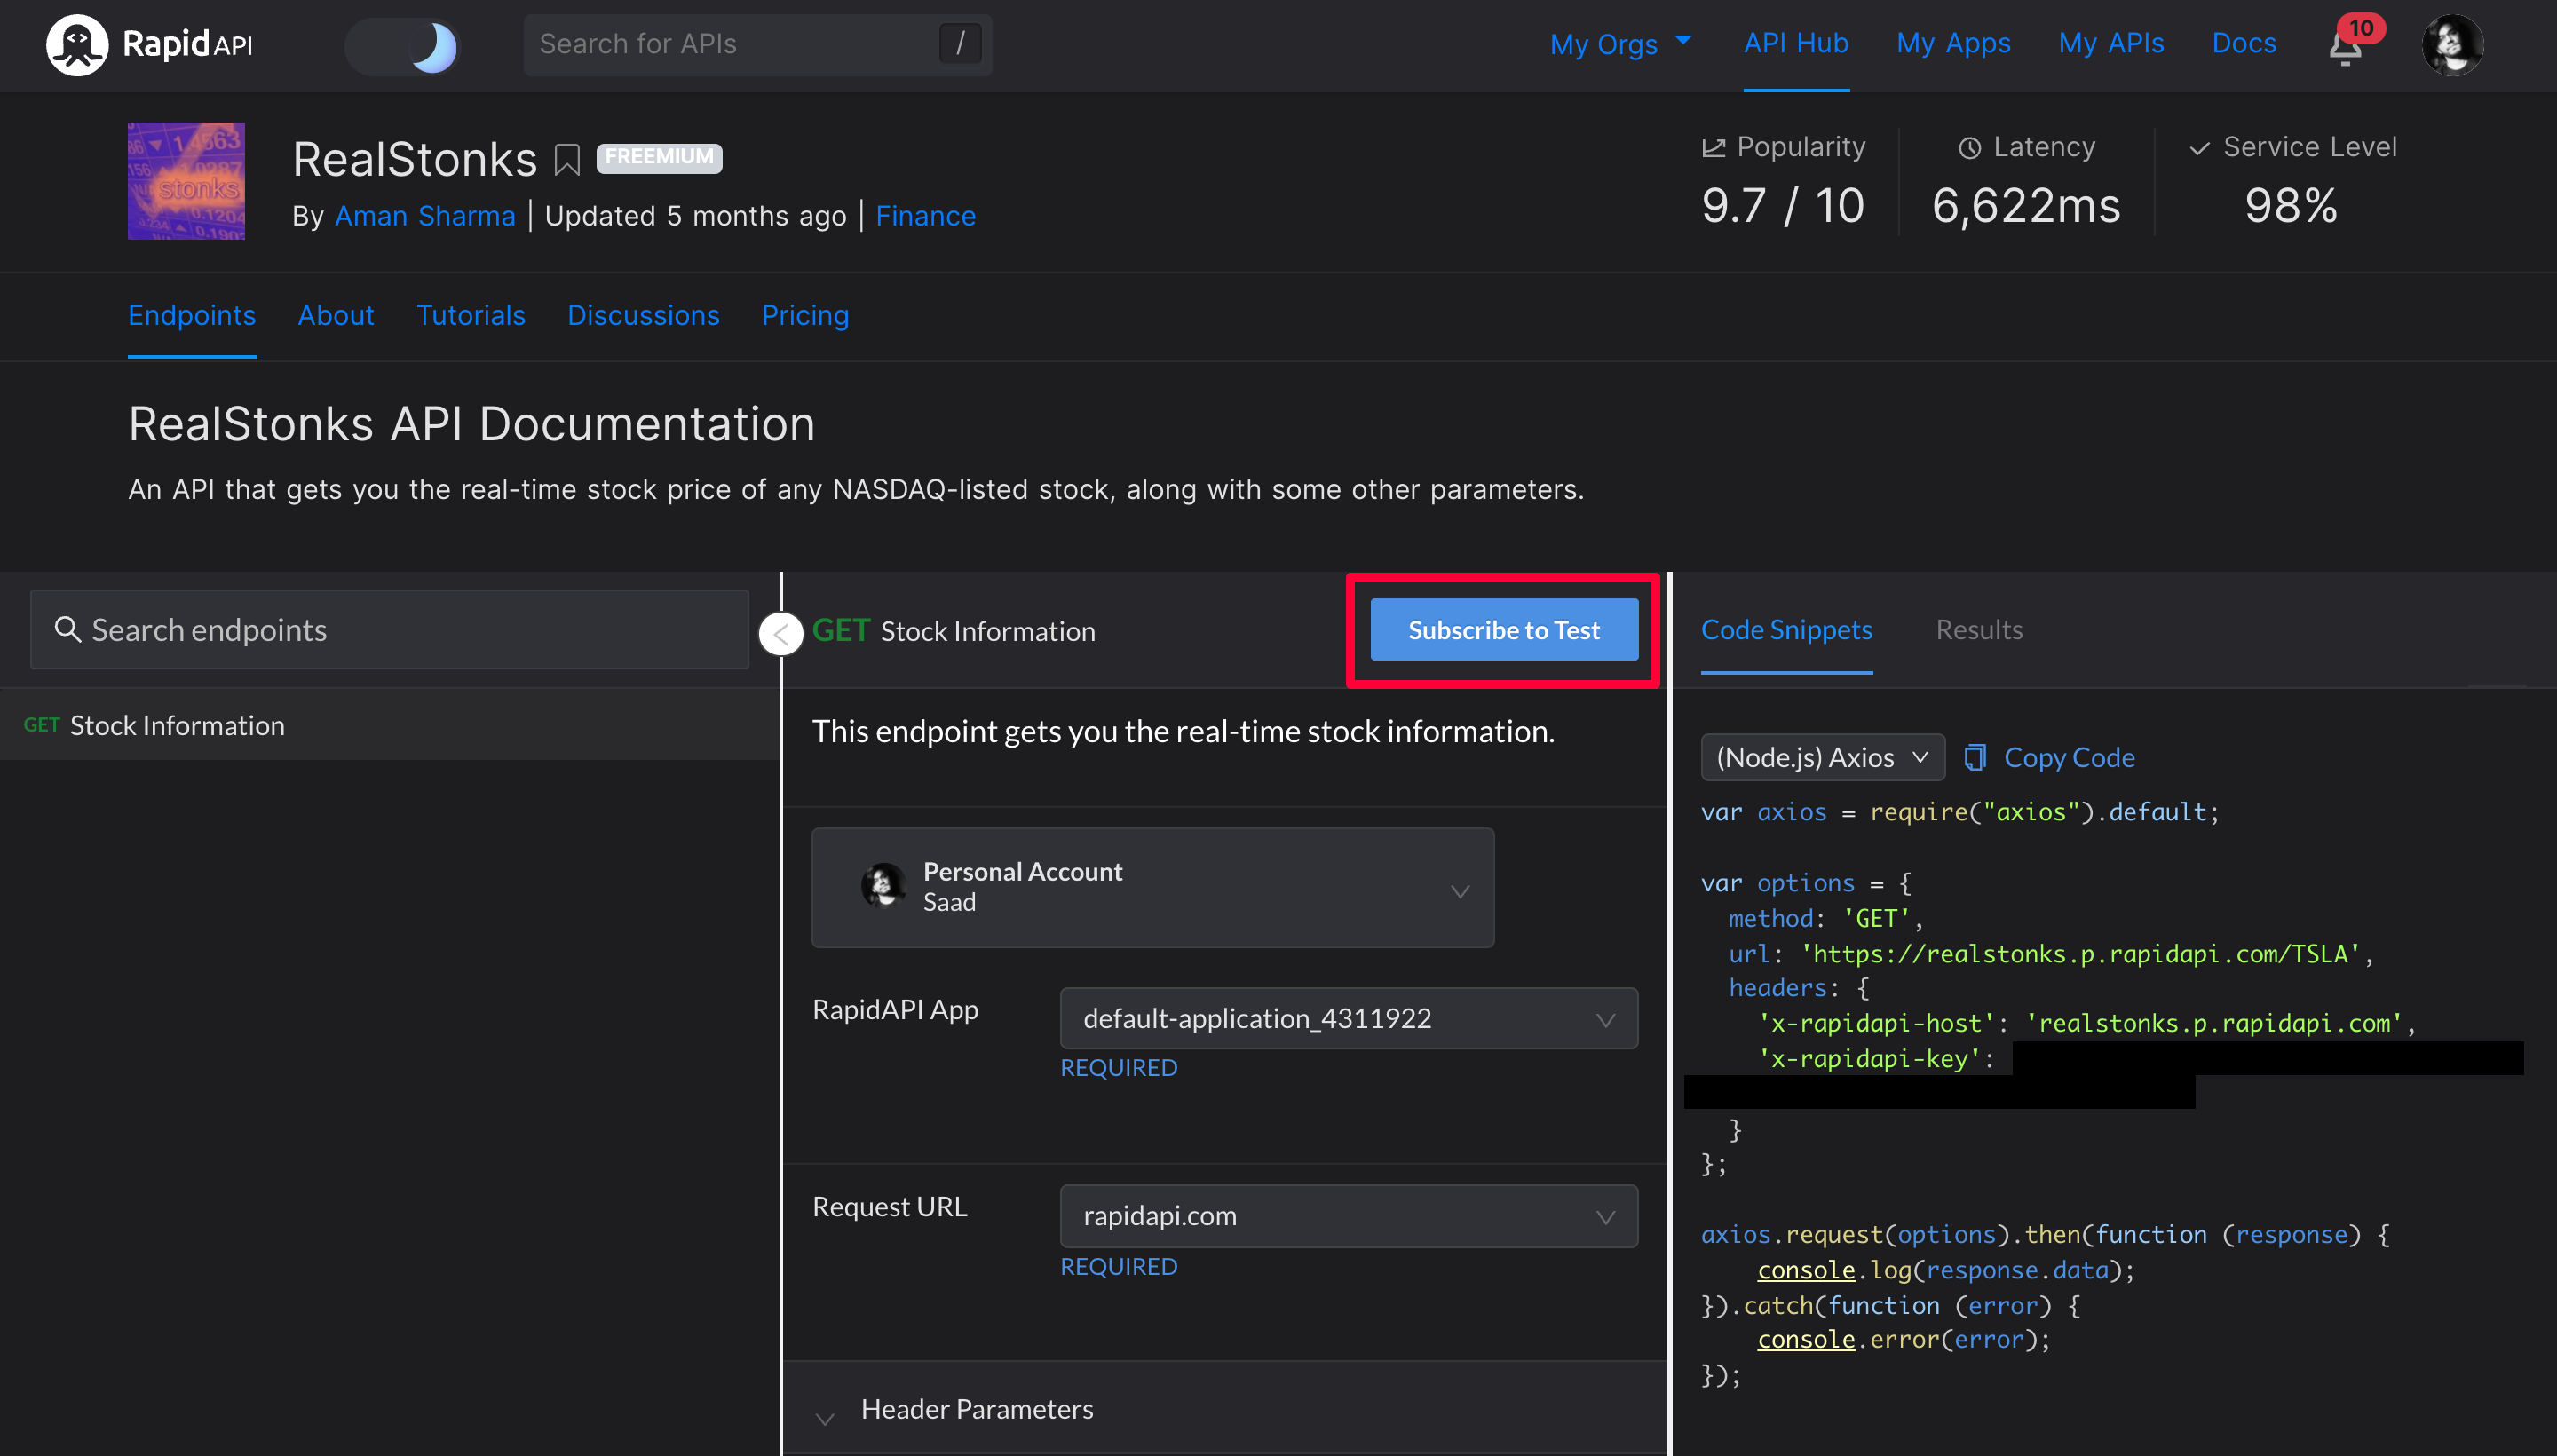 RapidAPI
Search for APIs /
My Orgs API Hub My Apps My APIs Docs 10
RealStonks FREEMIUM
By Aman Sharma | Updated 5 months ago | Finance
Popularity
9.7 / 10
Latency
6,622ms
Service Level
98%
stonks
Endpoints About Tutorials Discussions Pricing
RealStonks API Documentation
An API that gets you the real-time stock price of any NASDAQ-listed stock, along with some other parameters.
Search endpoints
GET Stock Information
GET Stock Information
Subscribe to Test
This endpoint gets you the real-time stock information.
Personal Account
Saad
RapidAPI App
default-application_4311922
REQUIRED
Request URL
rapidapi.com
REQUIRED
Header Parameters
Code Snippets Results
(Node.js) Axios Copy Code
var axios = require("axios").default;
var options = {
method: 'GET',
url: 'https://realstonks.p.rapidapi.com/TSLA',
headers: {
'x-rapidapi-host': 'realstonks.p.rapidapi.com',
'x-rapidapi-key':
}
};
axios.request(options).then(function (response) {
console.log(response.data);
}).catch(function (error) {
console.error(error);
});